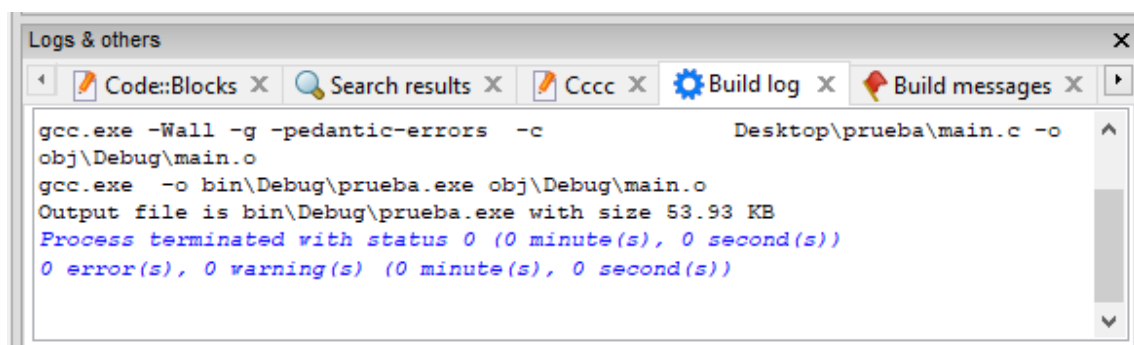 Logs & others
Code::Blocks Search results Cccc Build log Build messages
gcc.exe -Wall -g -pedantic-errors -c Desktop\prueba\main.c -o
obj\Debug\main.o
gcc.exe -o bin\Debug\prueba.exe obj\Debug\main.o
Output file is bin\Debug\prueba.exe with size 53.93 KB
Process terminated with status 0 (0 minute(s), 0 second(s))
0 error(s), 0 warning(s) (0 minute(s), 0 second(s))